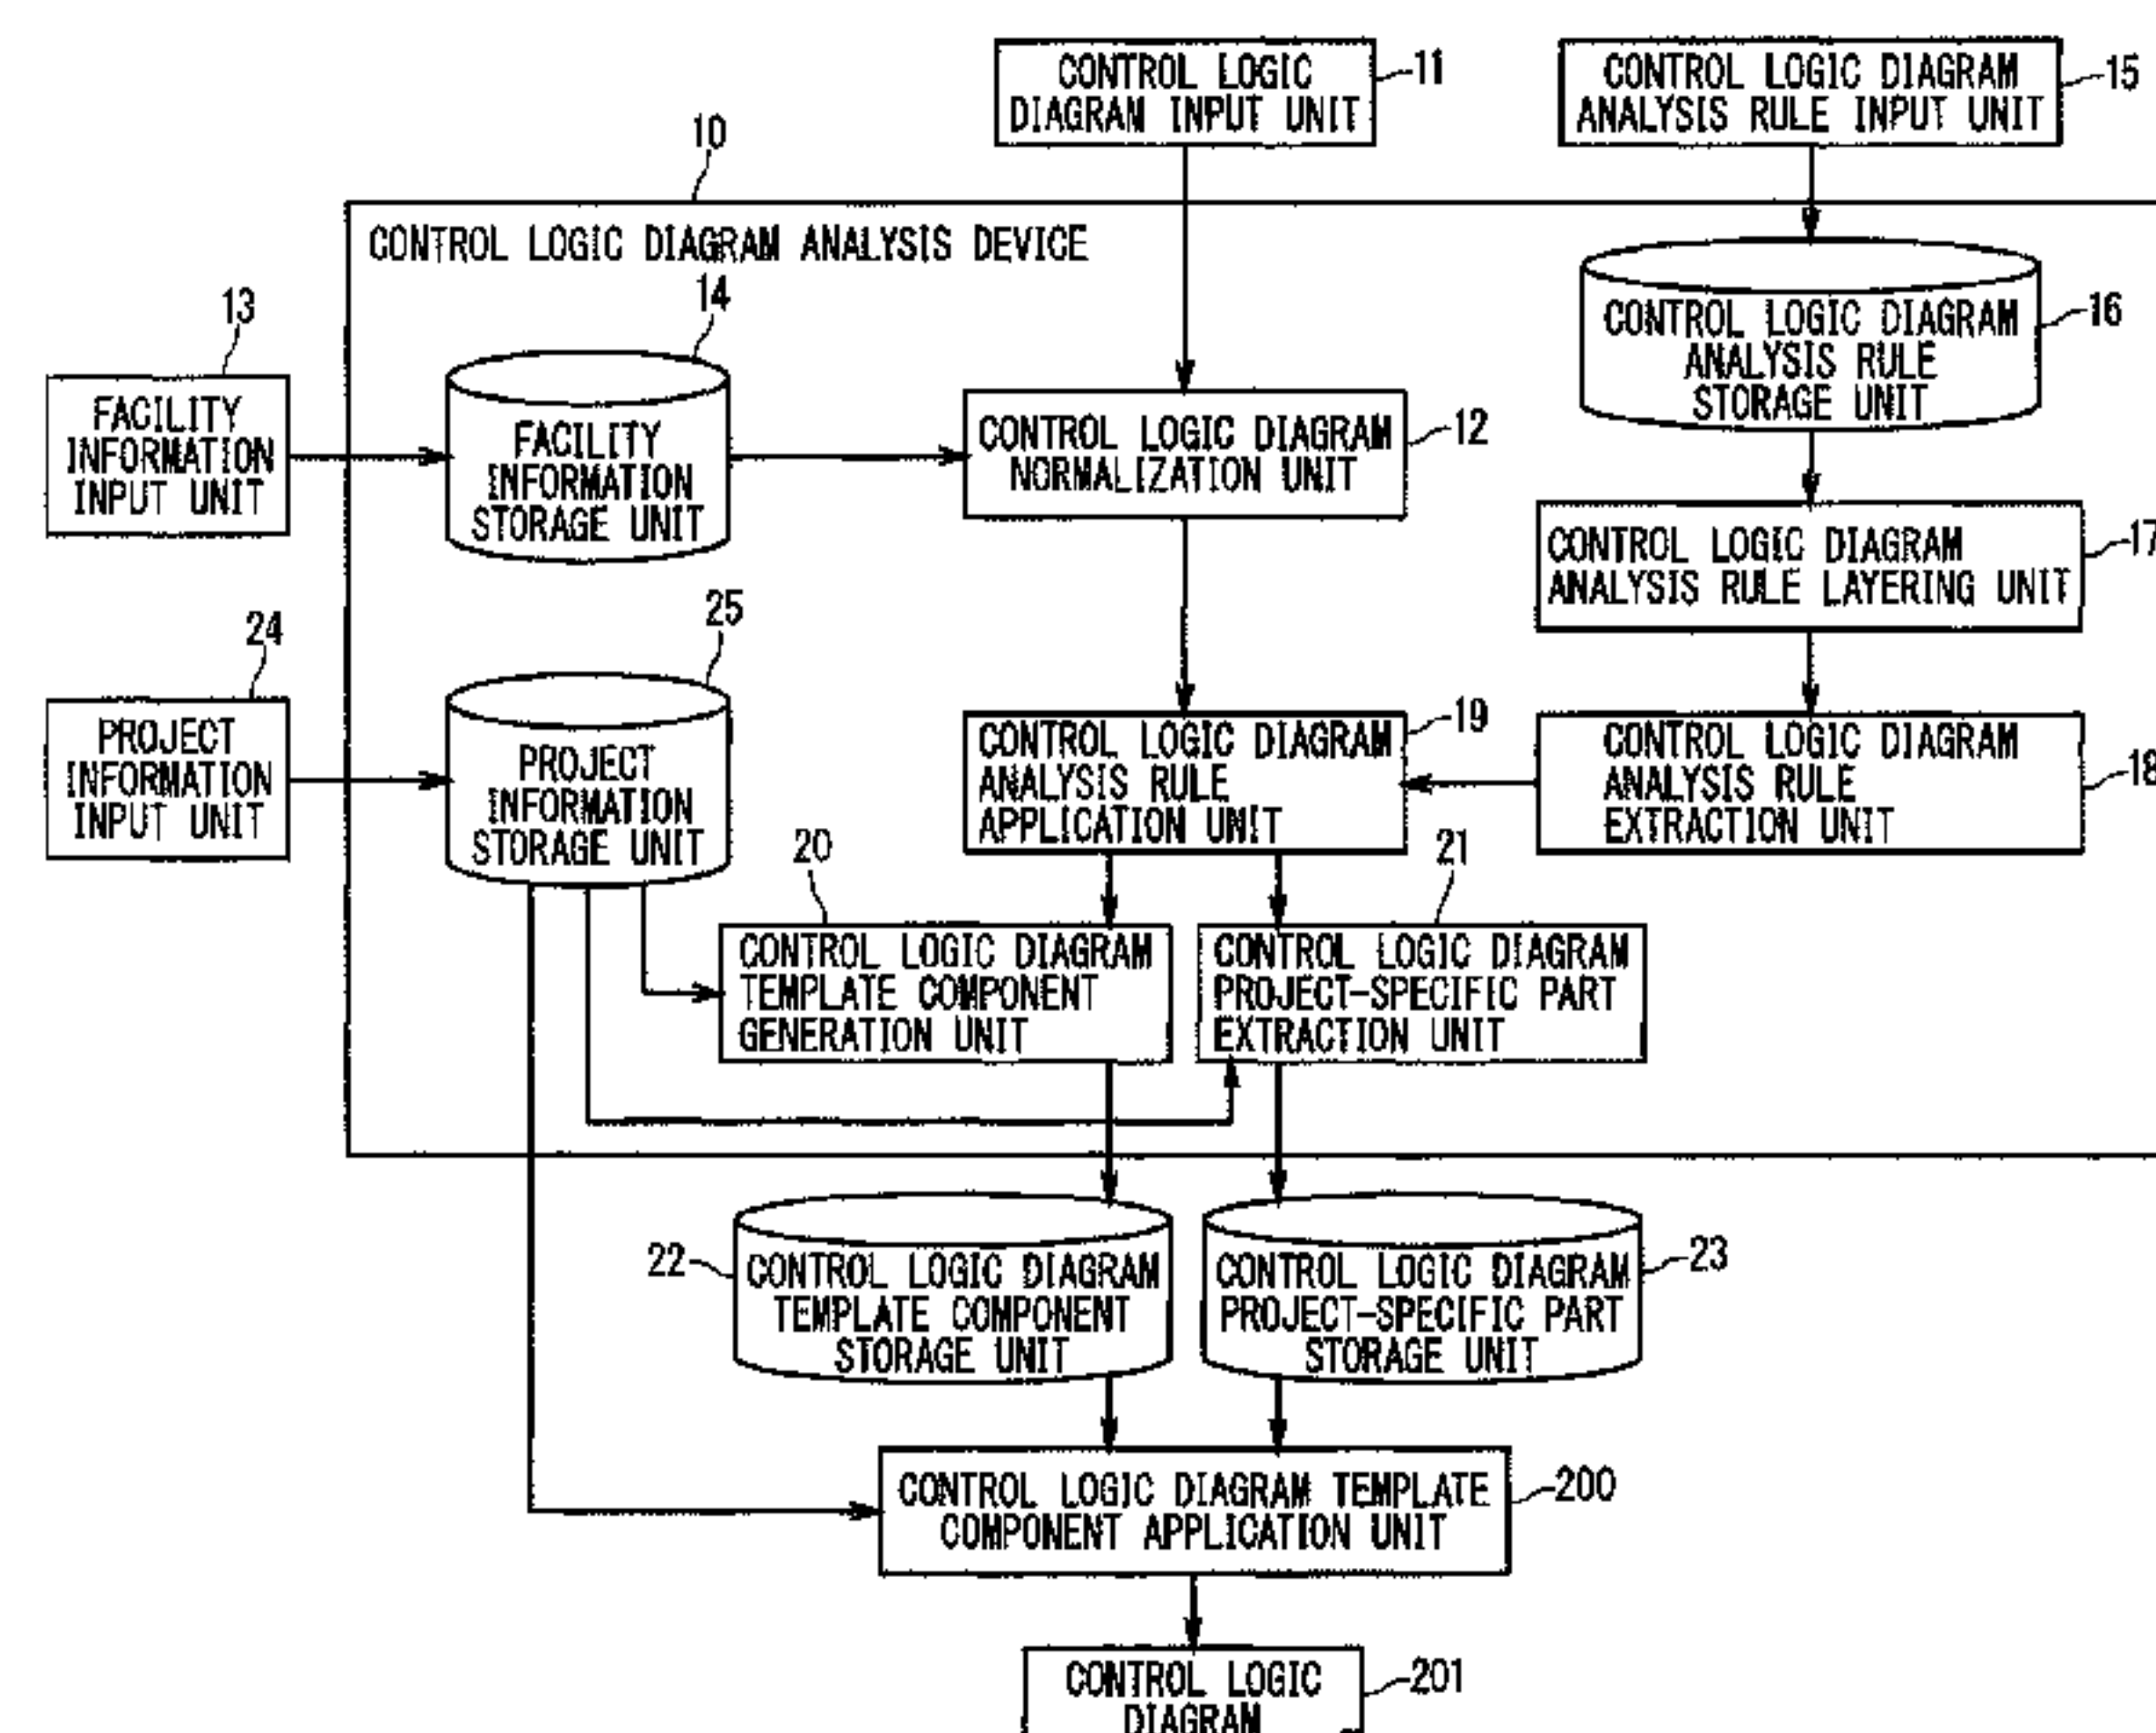 CONTROL LOGIC
DIAGRAM INPUT UNIT
11
CONTROL LOGIC DIAGRAM
ANALYSIS RULE INPUT UNIT
15
10
CONTROL LOGIC DIAGRAM ANALYSIS DEVICE
13
FACILITY
INFORMATION
INPUT UNIT
14
FACILITY
INFORMATION
STORAGE UNIT
CONTROL LOGIC DIAGRAM
NORMALIZATION UNIT
12
CONTROL LOGIC DIAGRAM
ANALYSIS RULE
STORAGE UNIT
16
CONTROL LOGIC DIAGRAM
ANALYSIS RULE LAYERING UNIT
17
24
PROJECT
INFORMATION
INPUT UNIT
25
PROJECT
INFORMATION
STORAGE UNIT
CONTROL LOGIC DIAGRAM
ANALYSIS RULE
APPLICATION UNIT
19
CONTROL LOGIC DIAGRAM
ANALYSIS RULE
EXTRACTION UNIT
18
20
CONTROL LOGIC DIAGRAM
TEMPLATE COMPONENT
GENERATION UNIT
21
CONTROL LOGIC DIAGRAM
PROJECT-SPECIFIC PART
EXTRACTION UNIT
22
CONTROL LOGIC DIAGRAM
TEMPLATE COMPONENT
STORAGE UNIT
CONTROL LOGIC DIAGRAM
PROJECT-SPECIFIC PART
STORAGE UNIT
23
CONTROL LOGIC DIAGRAM TEMPLATE
COMPONENT APPLICATION UNIT
200
CONTROL LOGIC
DIAGRAM
201